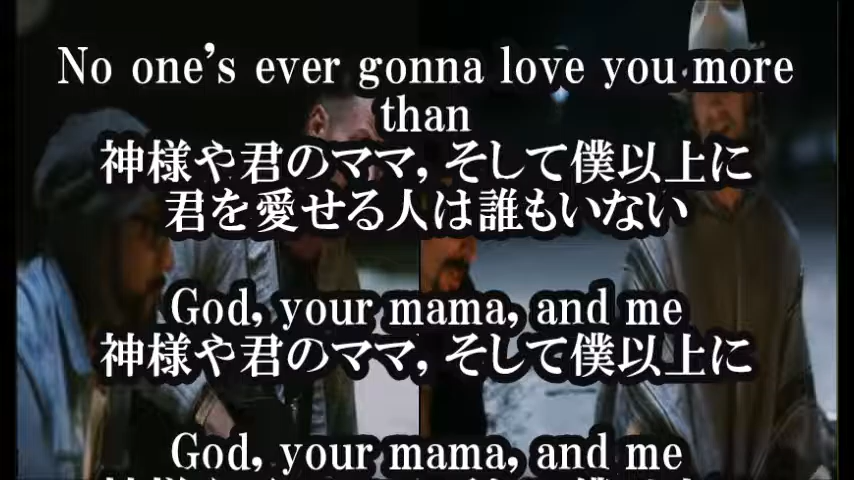 No one's ever gonna love you more
than
神様や君のママ, そして僕以上に
君を愛せる人は誰もいない
God, your mama, and me
神様や君のママ, そして僕以上に
God, your mama, and me